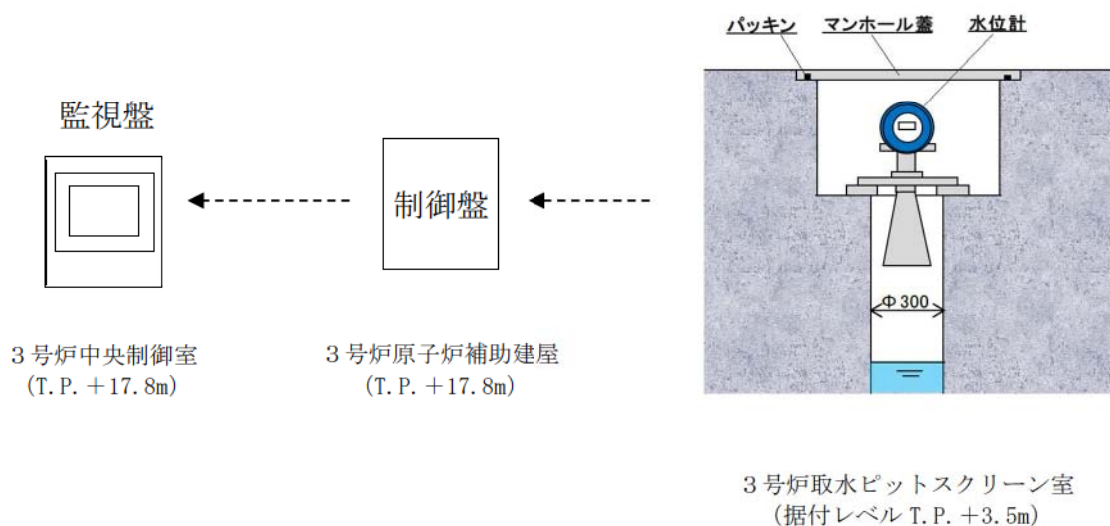 パッキン マンホール蓋 水位計
監視盤
制御盤
Φ300
3号炉中央制御室
(T.P.+17.8m)
3号炉原子炉補助建屋
(T.P.+17.8m)
3号炉取水ピットスクリーン室
(据付レベル T.P.+3.5m)